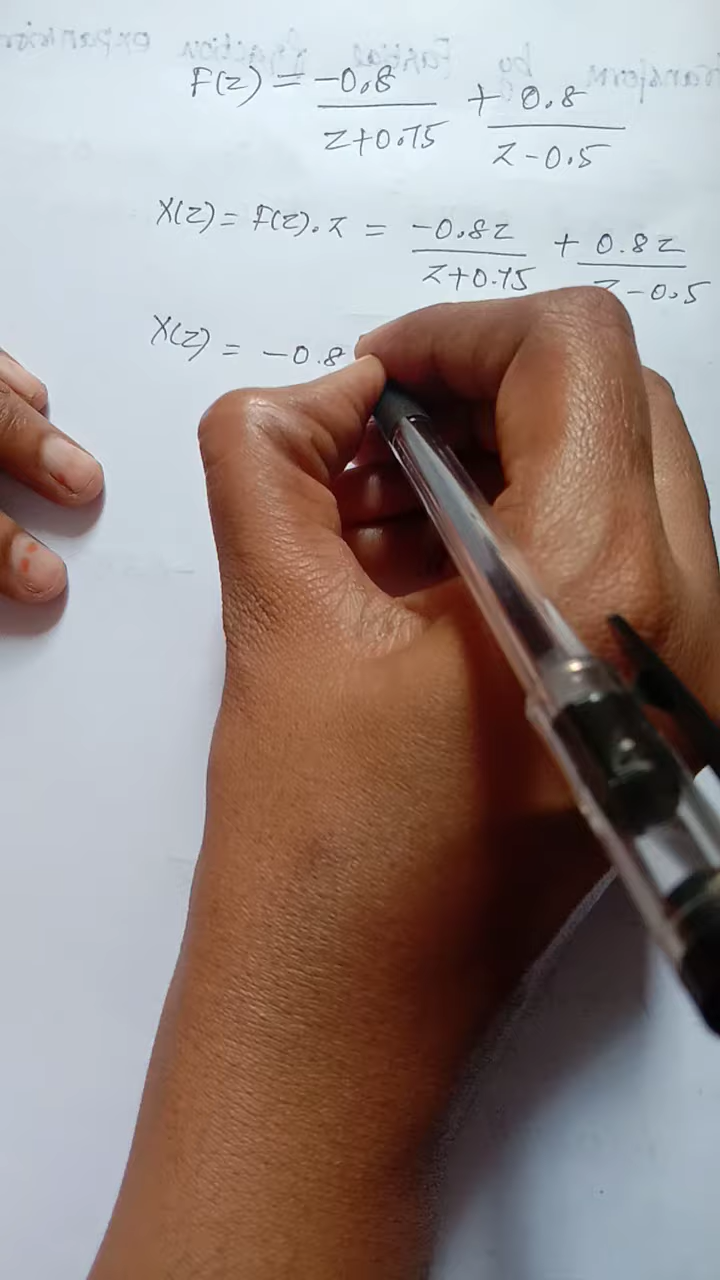 F(z) = -0.8/z+0.75 + 0.8/z-0.5
X(z) = F(z).z = -0.8z/z+0.75 + 0.8z/z-0.5
X(z) = -0.8